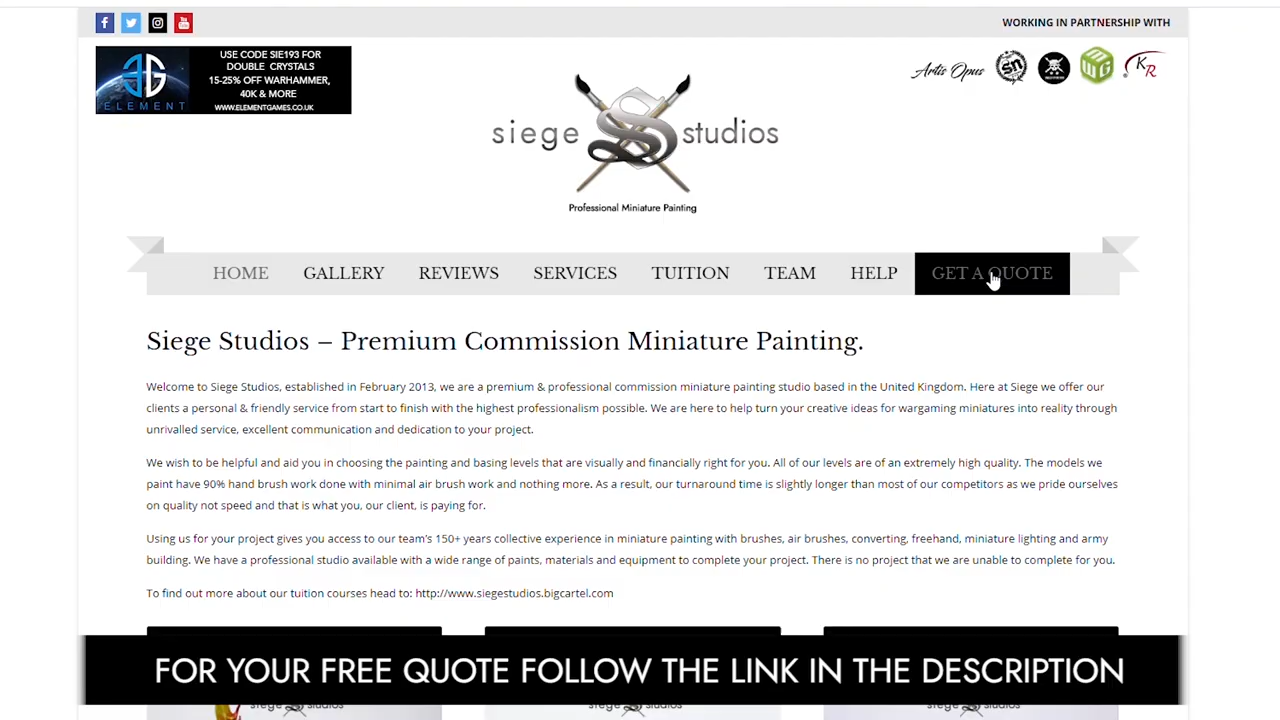 WORKING IN PARTNERSHIP WITH
USE CODE SIE193 FOR
DOUBLE CRYSTALS
15-25% OFF WARHAMMER,
40K & MORE
WWW.ELEMENTGAMES.CO.UK
ELEMENT
Artis Opus
sn
MWG
KR
siege studios
Professional Miniature Painting
HOME GALLERY REVIEWS SERVICES TUITION TEAM HELP GET A QUOTE
Siege Studios – Premium Commission Miniature Painting.
Welcome to Siege Studios, established in February 2013, we are a premium & professional commission miniature painting studio based in the United Kingdom. Here at Siege we offer our
clients a personal & friendly service from start to finish with the highest professionalism possible. We are here to help turn your creative ideas for wargaming miniatures into reality through
unrivalled service, excellent communication and dedication to your project.
We wish to be helpful and aid you in choosing the painting and basing levels that are visually and financially right for you. All of our levels are of an extremely high quality. The models we
paint have 90% hand brush work done with minimal air brush work and nothing more. As a result, our turnaround time is slightly longer than most of our competitors as we pride ourselves
on quality not speed and that is what you, our client, is paying for.
Using us for your project gives you access to our team's 150+ years collective experience in miniature painting with brushes, air brushes, converting, freehand, miniature lighting and army
building. We have a professional studio available with a wide range of paints, materials and equipment to complete your project. There is no project that we are unable to complete for you.
To find out more about our tuition courses head to: http://www.siegestudios.bigcartel.com
FOR YOUR FREE QUOTE FOLLOW THE LINK IN THE DESCRIPTION
siege studios siege studios siege studios